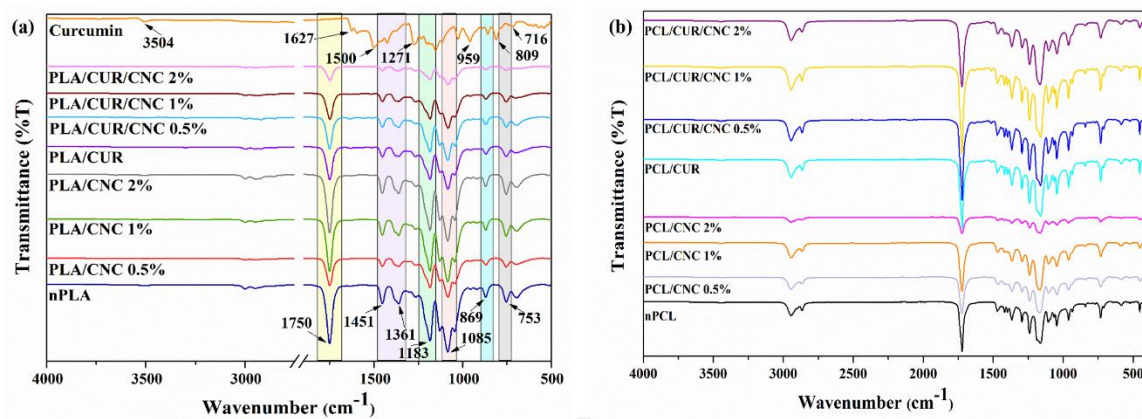 (a)
Curcumin
3504
1627
1500
1271
959
809
716
PLA/CUR/CNC 2%
PLA/CUR/CNC 1%
PLA/CUR/CNC 0.5%
PLA/CUR
PLA/CNC 2%
PLA/CNC 1%
PLA/CNC 0.5%
nPLA
1750
1451
1361
1183
1085
869
753
Transmittance (%T)
4000 3000 1500 1000 500
Wavenumber (cm-1)
(b)
PCL/CUR/CNC 2%
PCL/CUR/CNC 1%
PCL/CUR/CNC 0.5%
PCL/CUR
PCL/CNC 2%
PCL/CNC 1%
PCL/CNC 0.5%
nPCL
Transmittance (%T)
4000 3500 3000 2500 2000 1500 1000 500
Wavenumber (cm-1)